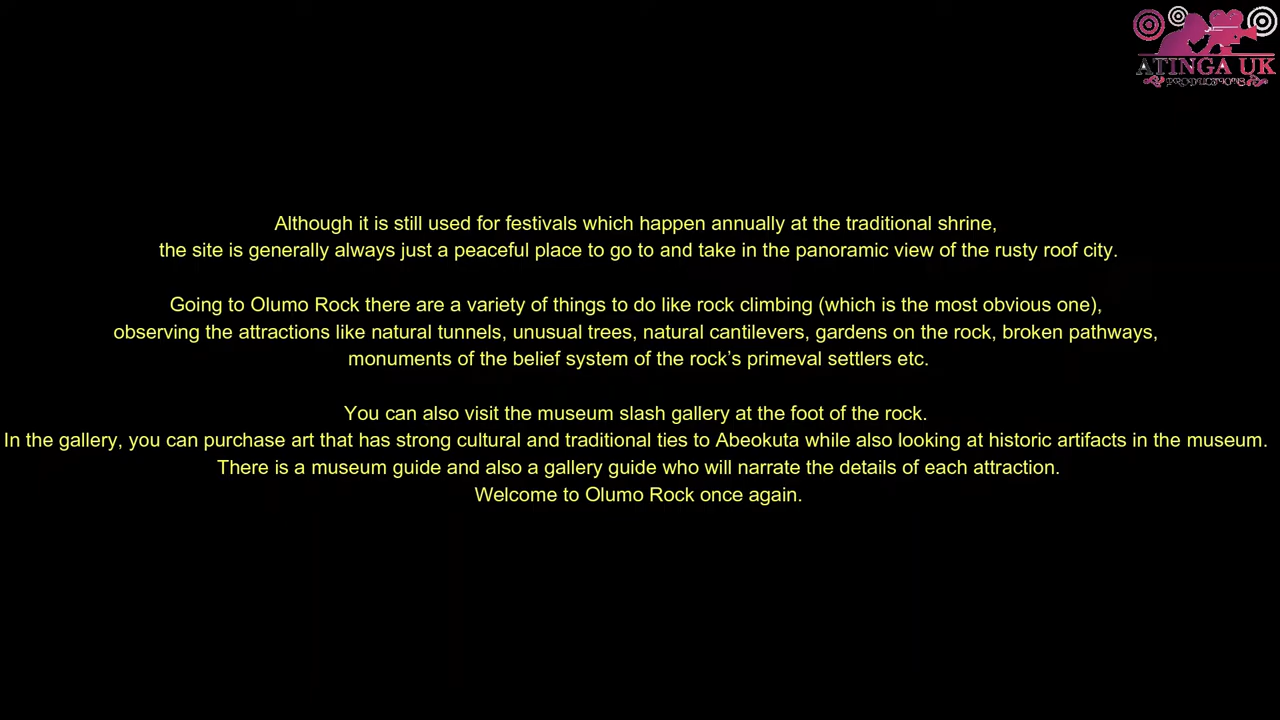 ATINGA UK
PRODUCTIONS
Although it is still used for festivals which happen annually at the traditional shrine,
the site is generally always just a peaceful place to go to and take in the panoramic view of the rusty roof city.
Going to Olumo Rock there are a variety of things to do like rock climbing (which is the most obvious one),
observing the attractions like natural tunnels, unusual trees, natural cantilevers, gardens on the rock, broken pathways,
monuments of the belief system of the rock's primeval settlers etc.
You can also visit the museum slash gallery at the foot of the rock.
In the gallery, you can purchase art that has strong cultural and traditional ties to Abeokuta while also looking at historic artifacts in the museum.
There is a museum guide and also a gallery guide who will narrate the details of each attraction.
Welcome to Olumo Rock once again.